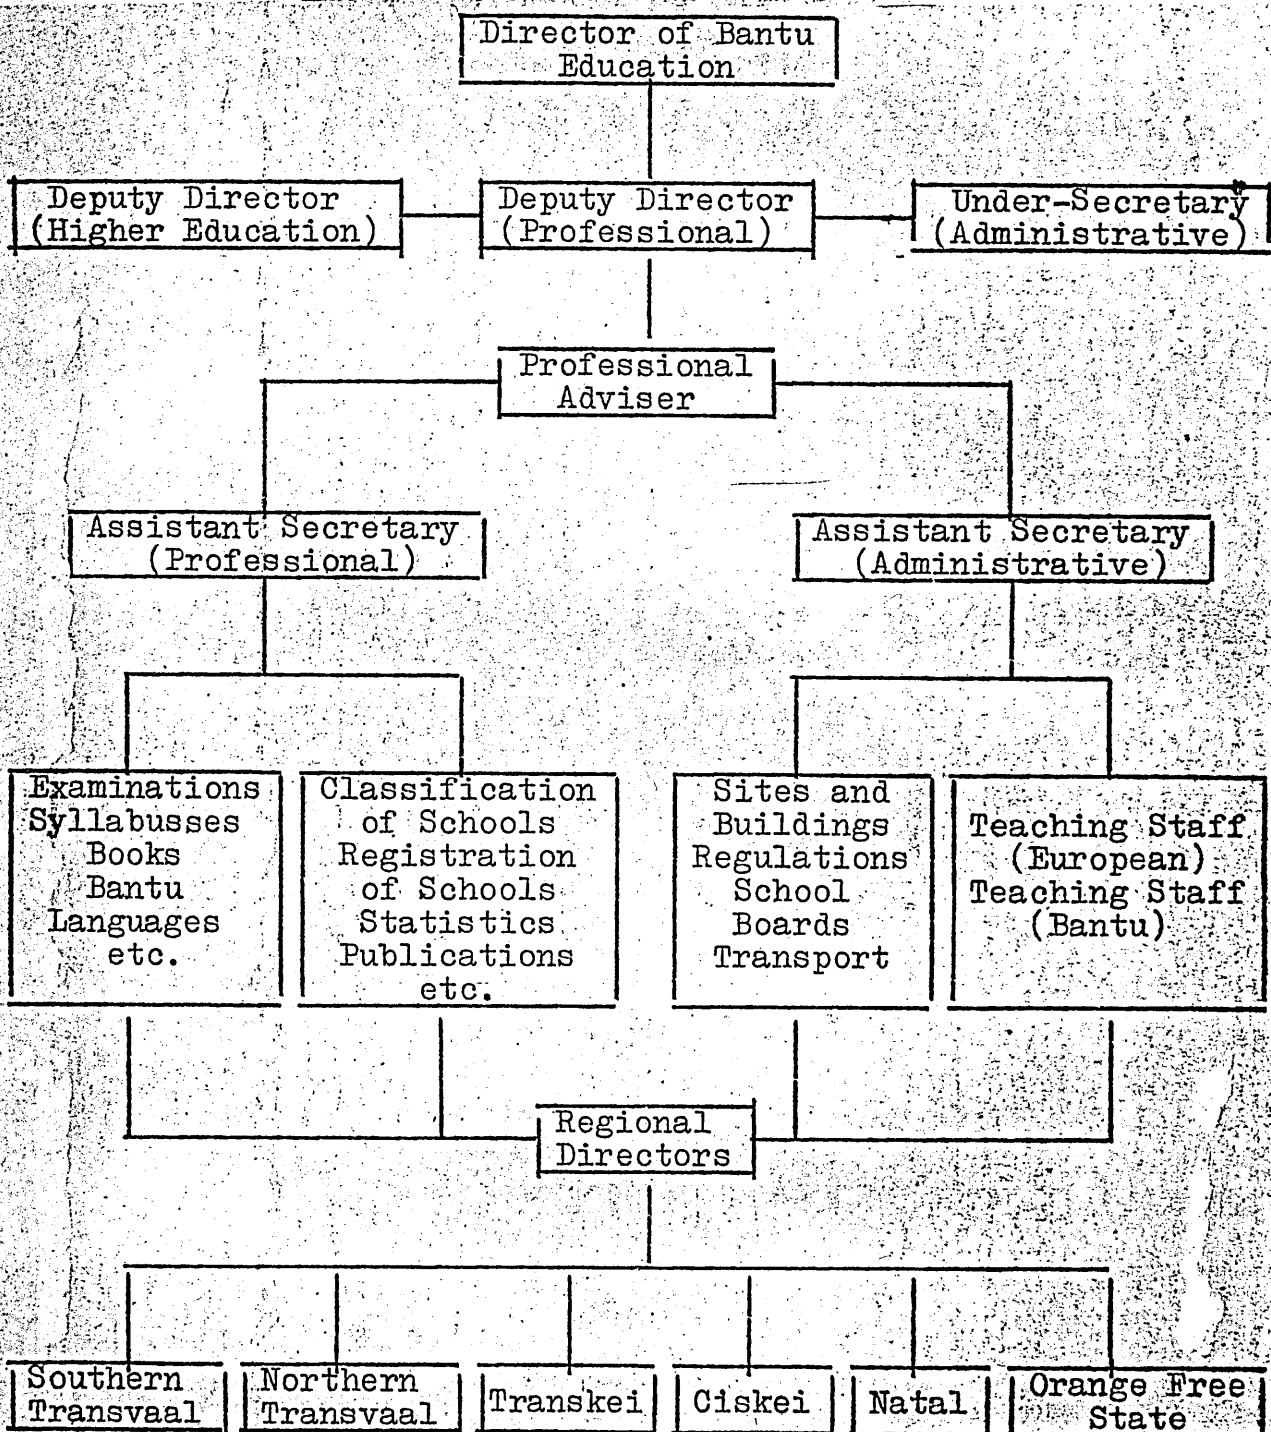 Director of Bantu
Education
Deputy Director
(Higher Education)
Deputy Director
(Professional)
Under-Secretary
(Administrative)
Professional
Adviser
Assistant Secretary
(Professional)
Assistant Secretary
(Administrative)
Examinations
Syllabusses
Books
Bantu
Languages
etc.
Classification
of Schools
Registration
of Schools
Statistics
Publications
etc.
Sites and
Buildings
Regulations
School
Boards
Transport
Teaching Staff
(European)
Teaching Staff
(Bantu)
Regional
Directors
Southern
Transvaal
Northern
Transvaal
Transkei
Ciskei
Natal
Orange Free
State